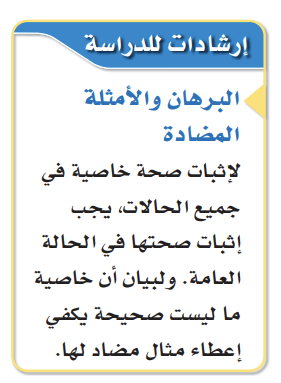 إرشادات للدراسة
البرهان والأمثلة
المضادة
لإثبات صحة خاصية في
جميع الحالات، يجب
إثبات صحتها في الحالة
العامة. ولبيان أن خاصية
ما ليست صحيحة يكفي
إعطاء مثال مضاد لها.